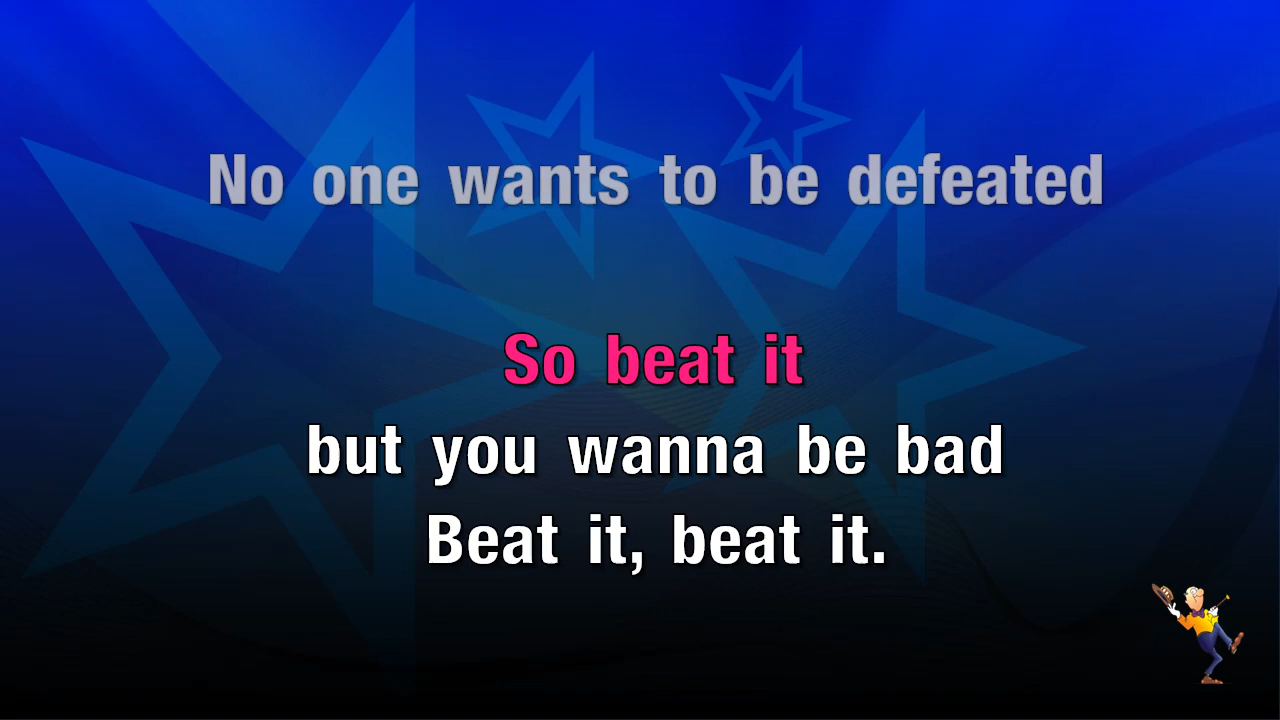 No one wants to be defeated
So beat it
but you wanna be bad
Beat it, beat it.